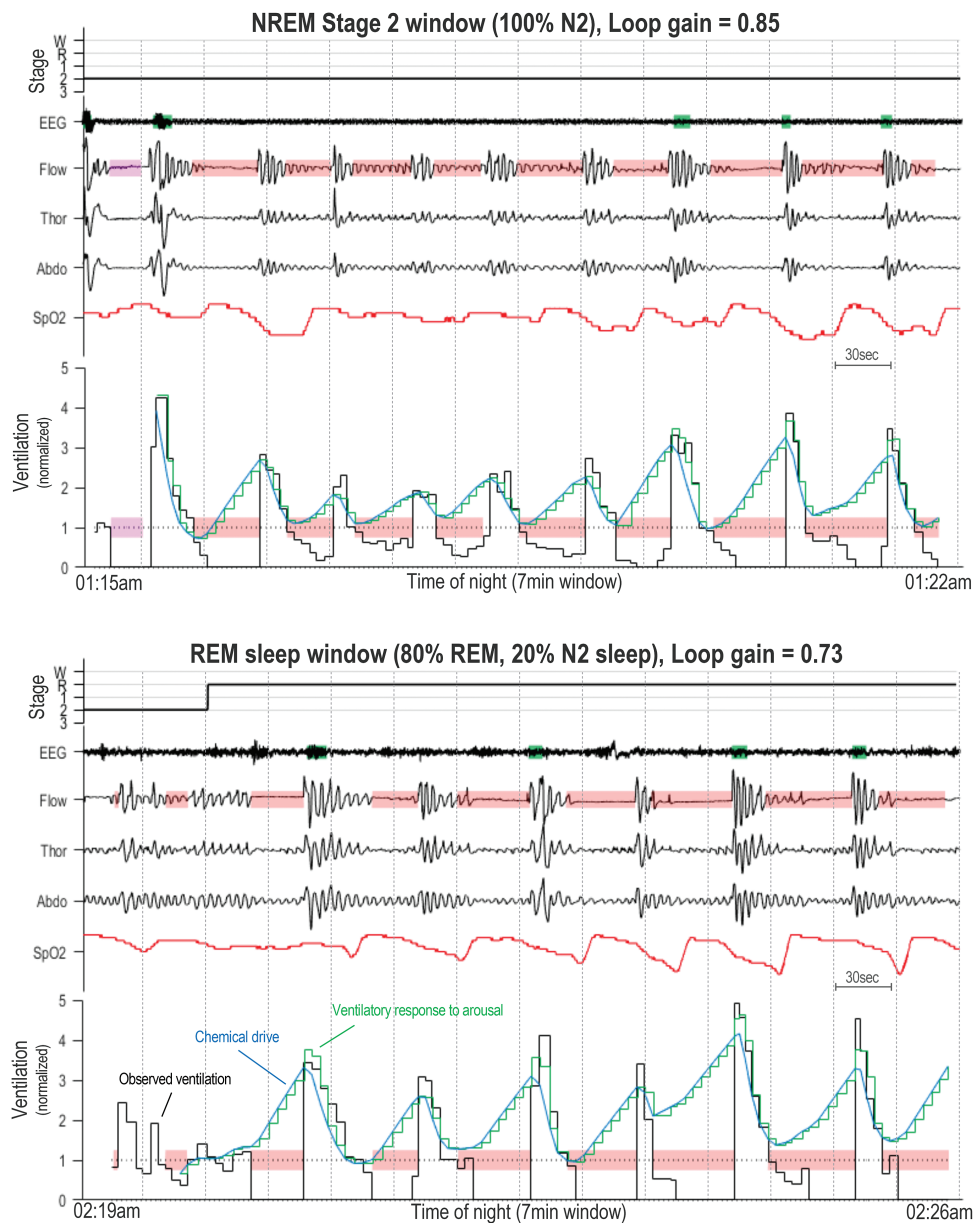 NREM Stage 2 window (100% N2), Loop gain = 0.85
Stage
W
R
1
2
3
EEG
Flow
Thor
Abdo
SpO2
30sec
Ventilation
(normalized)
5
4
3
2
1
0
01:15am
Time of night (7min window)
01:22am
REM sleep window (80% REM, 20% N2 sleep), Loop gain = 0.73
Stage
W
R
1
2
3
EEG
Flow
Thor
Abdo
SpO2
30sec
Ventilation
(normalized)
5
4
3
2
1
0
Ventilatory response to arousal
Chemical drive
Observed ventilation
02:19am
Time of night (7min window)
02:26am